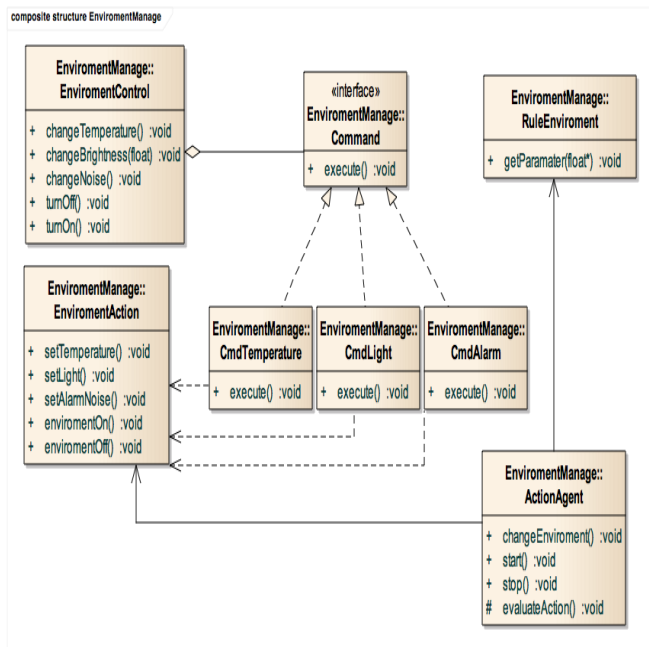 composite structure EnviromentManage
EnviromentManage::
EnviromentControl
+ changeTemperature() :void
+ changeBrightness(float) :void
+ changeNoise() :void
+ turnOff() :void
+ turnOn() :void
«interface»
EnviromentManage::
Command
+ execute() :void
EnviromentManage::
RuleEnviroment
+ getParamater(float*) :void
EnviromentManage::
EnviromentAction
+ setTemperature() :void
+ setLight() :void
+ setAlarmNoise() :void
+ enviromentOn() :void
+ enviromentOff() :void
EnviromentManage::
CmdTemperature
+ execute() :void
EnviromentManage::
CmdLight
+ execute() :void
EnviromentManage::
CmdAlarm
+ execute() :void
EnviromentManage::
ActionAgent
+ changeEnviroment() :void
+ start() :void
+ stop() :void
# evaluateAction() :void